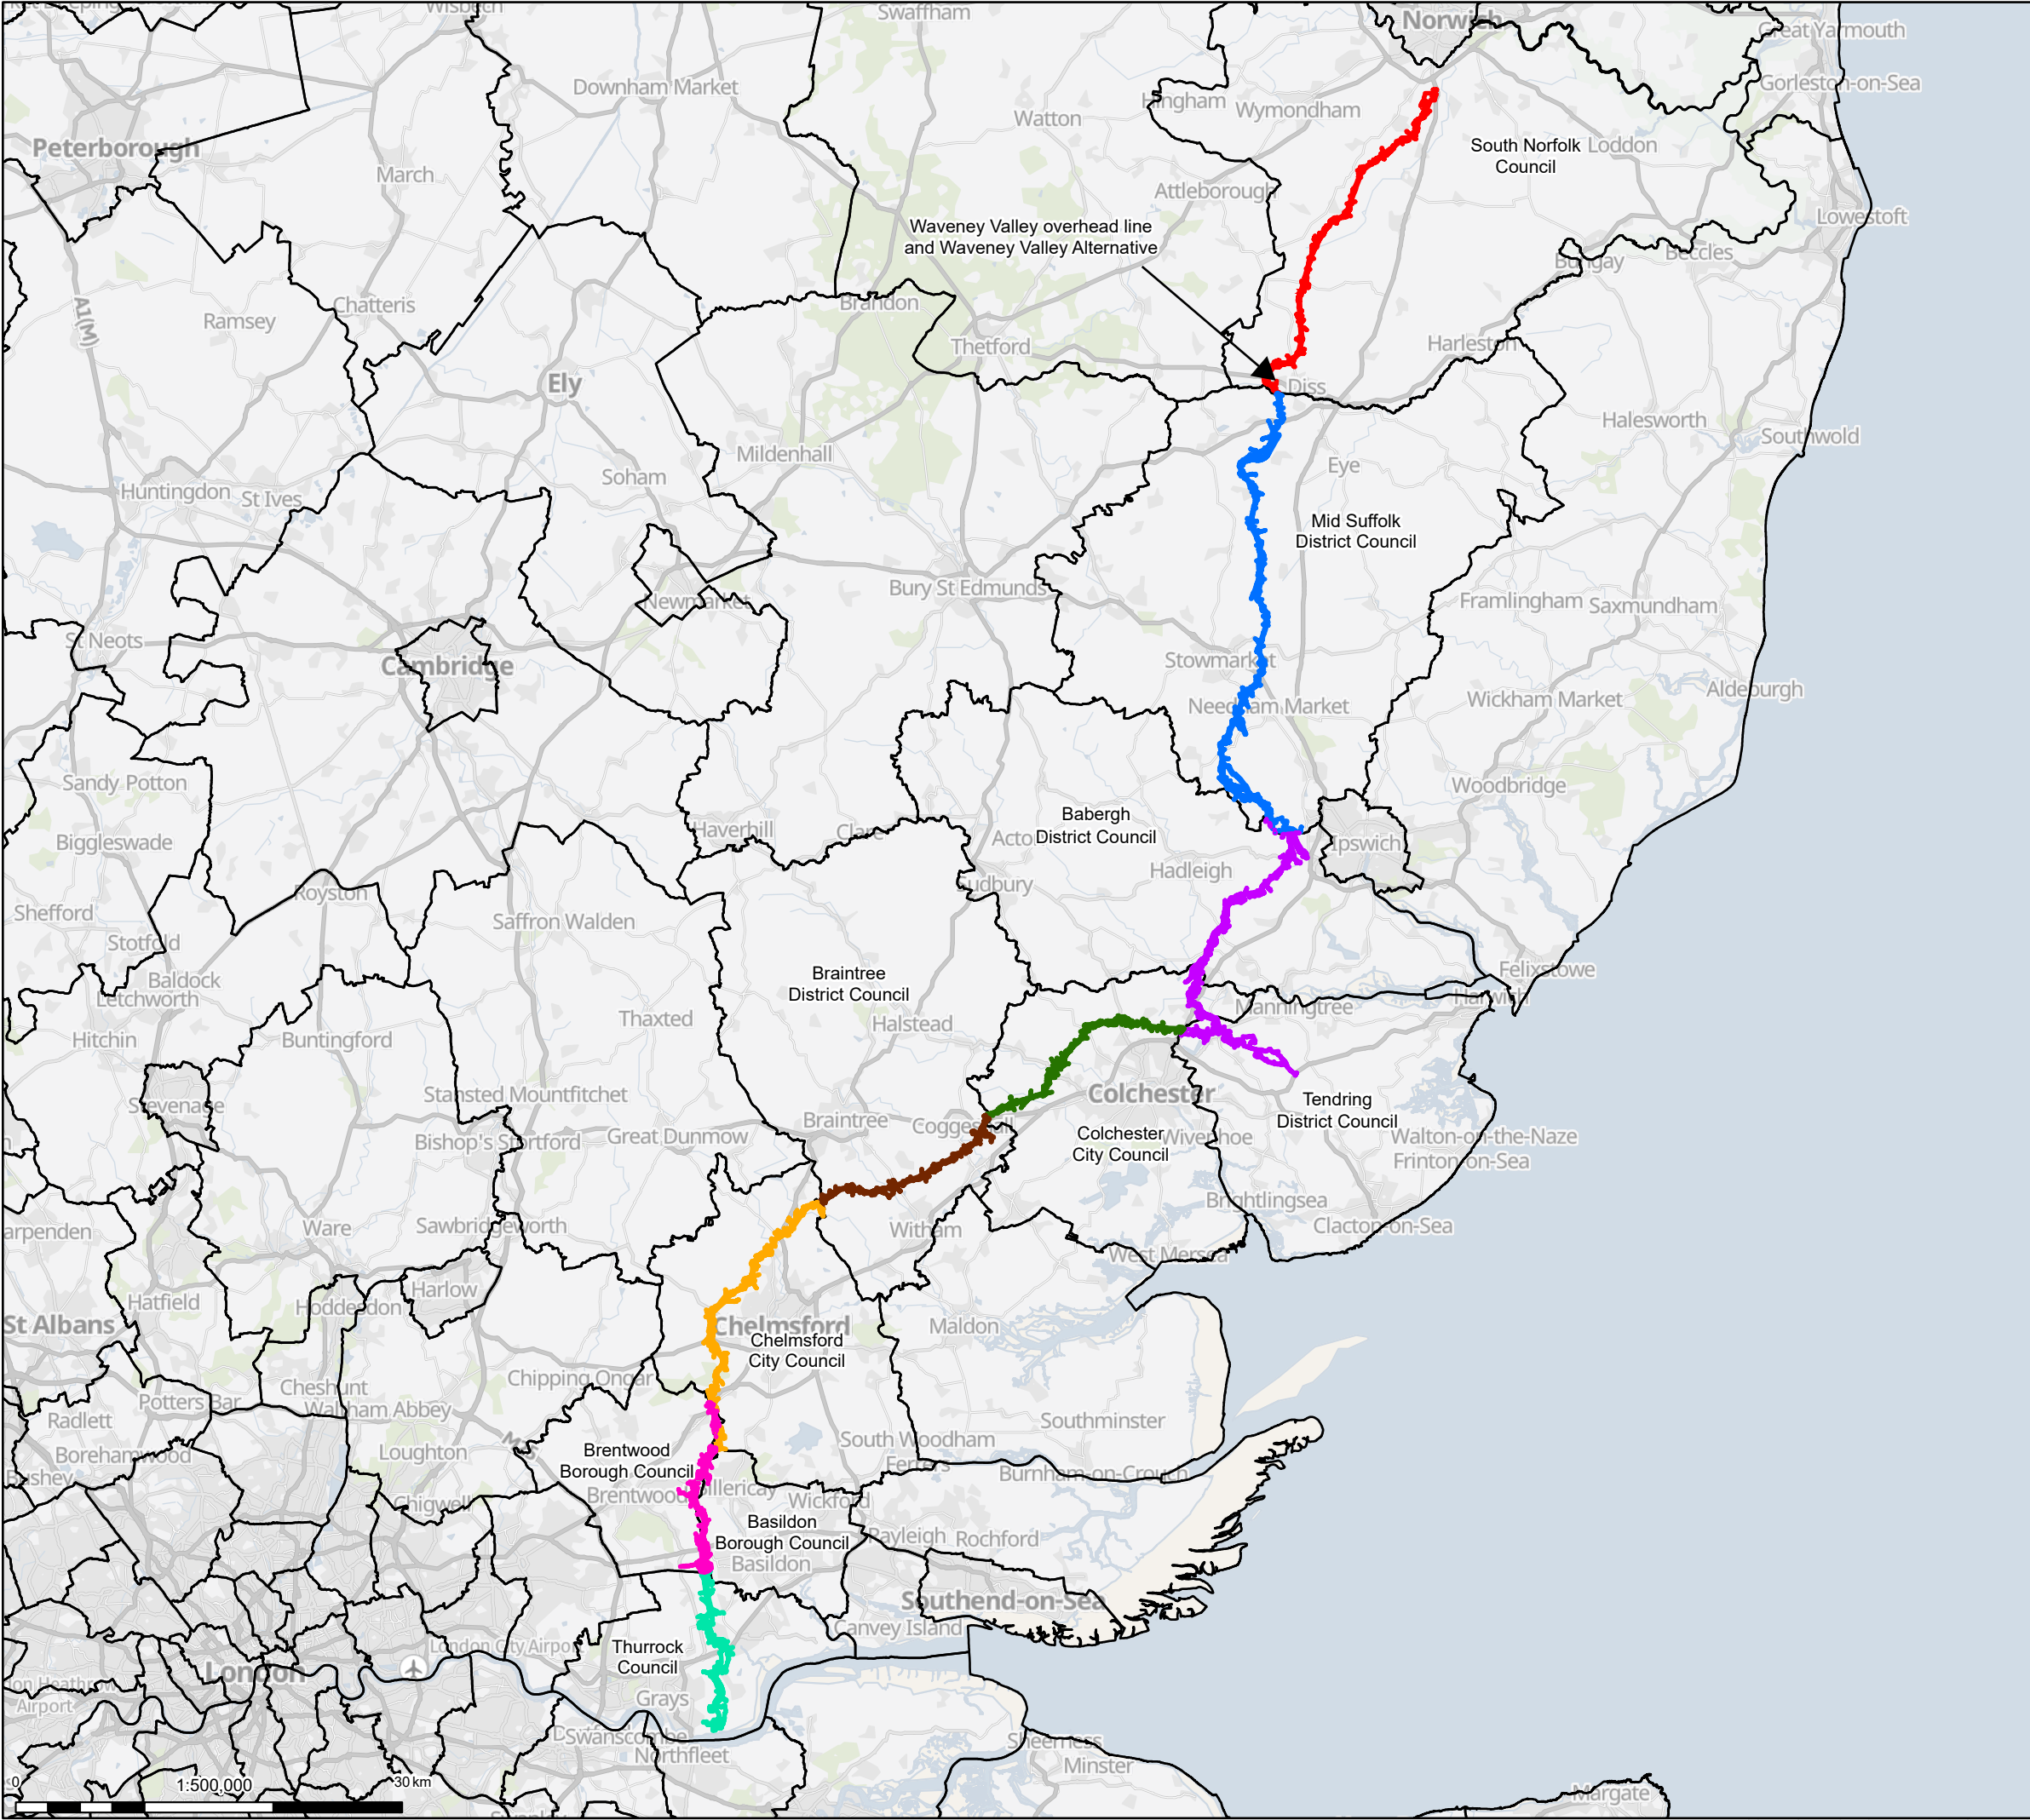 Wisbech
Swaffham
Norwich
Great Yarmouth
Gorleston-on-Sea
Downham Market
Hingham
Wymondham
Watton
Peterborough
March
South Norfolk
Council
Loddon
Attleborough
Lowestoft
Waveney Valley overhead line
and Waveney Valley Alternative
Beccles
Bungay
A1(M)
Ramsey
Chatteris
Brandon
Thetford
Harleston
Ely
Diss
Halesworth
Southwold
Mildenhall
Eye
Soham
Huntingdon
St Ives
Mid Suffolk
District Council
Bury St Edmunds
Newmarket
Framlingham
Saxmundham
St Neots
Cambridge
Stowmarket
Needham Market
Wickham Market
Aldeburgh
Sandy
Potton
Woodbridge
Babergh
District Council
Biggleswade
Haverhill
Clare
Acto
Ipswich
Hadleigh
Sudbury
Royston
Shefford
Saffron Walden
Stotfold
Baldock
Letchworth
Braintree
District Council
Felixstowe
Harwich
Manningtree
Hitchin
Buntingford
Thaxted
Halstead
Stevenage
Stansted Mountfitchet
Colchester
Tendring
District Council
Braintree
Coggeshall
Bishop's Stortford
Great Dunmow
Colchester
City Council
Wivenhoe
Walton-on-the-Naze
Frinton-on-Sea
Brightlingsea
Clacton-on-Sea
arpenden
Ware
Sawbridgeworth
Witham
West Mersea
Hatfield
Hoddesdon
Harlow
St Albans
Chelmsford
Chelmsford
City Council
Maldon
Chipping Ongar
Cheshunt
Potters Bar
Waltham Abbey
Radlett
Southminster
Borehamwood
Loughton
Brentwood
Borough Council
South Woodham
Ferrers
Burnham-on-Crouch
Bushey
Chigwell
Brentwood
Billericay
Wickford
Basildon
Borough Council
Rayleigh
Rochford
Basildon
Southend-on-Sea
Canvey Island
London City Airport
Thurrock
Council
London
on Heathrow
Airport
Grays
Swanscombe
Northfleet
Sheerness
Minster
Margate
0
1:500,000
30 km